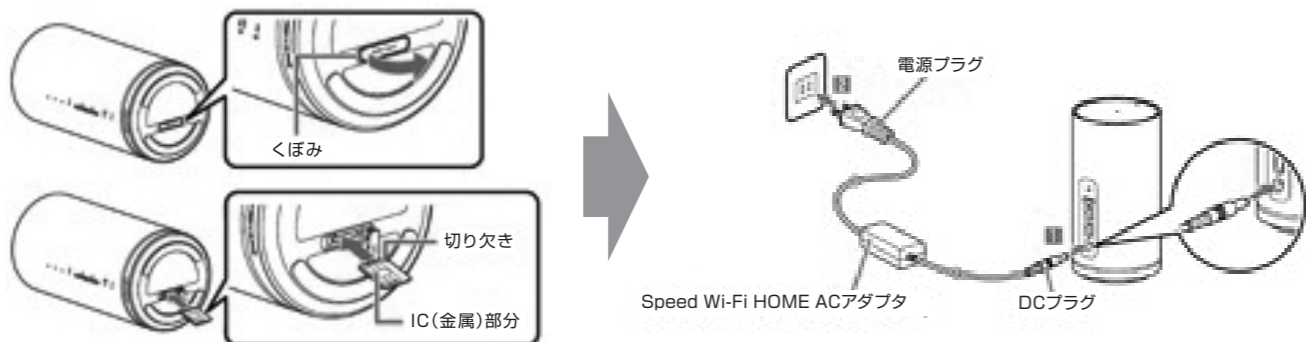 くぼみ
切り欠き
IC(金属)部分
電源プラグ
Speed Wi-Fi HOME ACアダプタ
DCプラグ